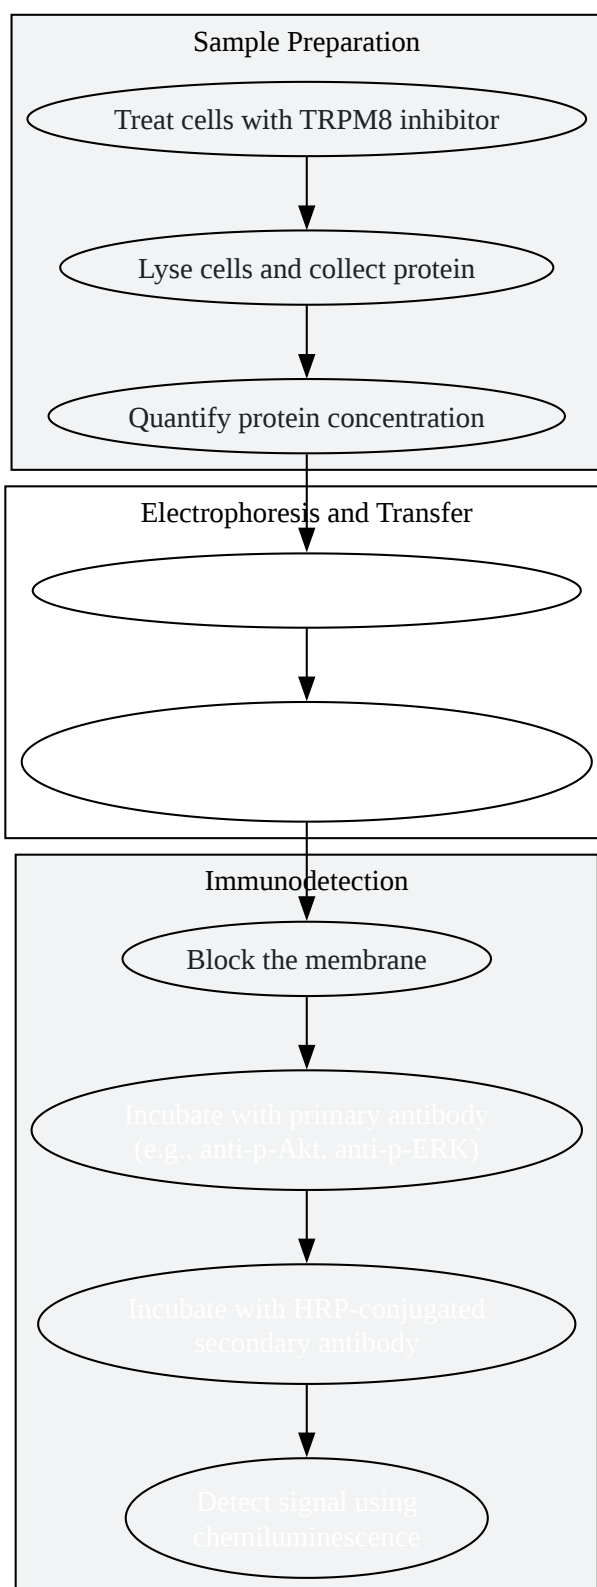 Sample Preparation
Treat cells with TRPM8 inhibitor
Lyse cells and collect protein
Quantify protein concentration
Electrophoresis and Transfer
Immunodetection
Block the membrane
Incubate with primary antibody
(e.g., anti-p-Akt, anti-p-ERK)
Incubate with HRP-conjugated
secondary antibody
Detect signal using
chemiluminescence